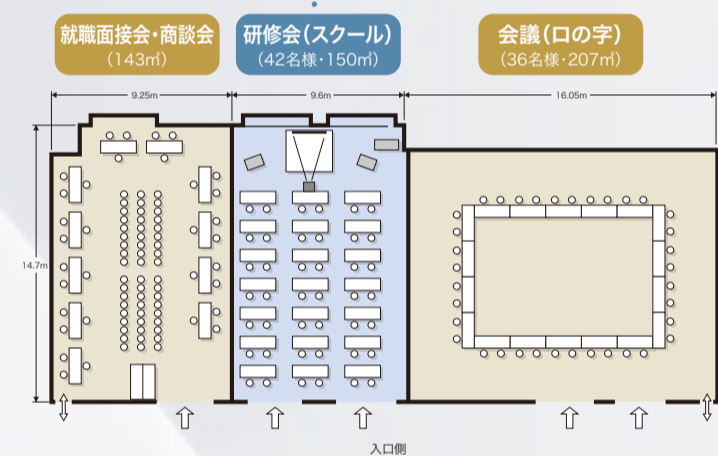 就職面接会・商談会
(143㎡)
研修会(スクール)
(42名様・150㎡)
会議(ロの字)
(36名様・207㎡)
9.25m
9.6m
16.05m
14.7m
入口側